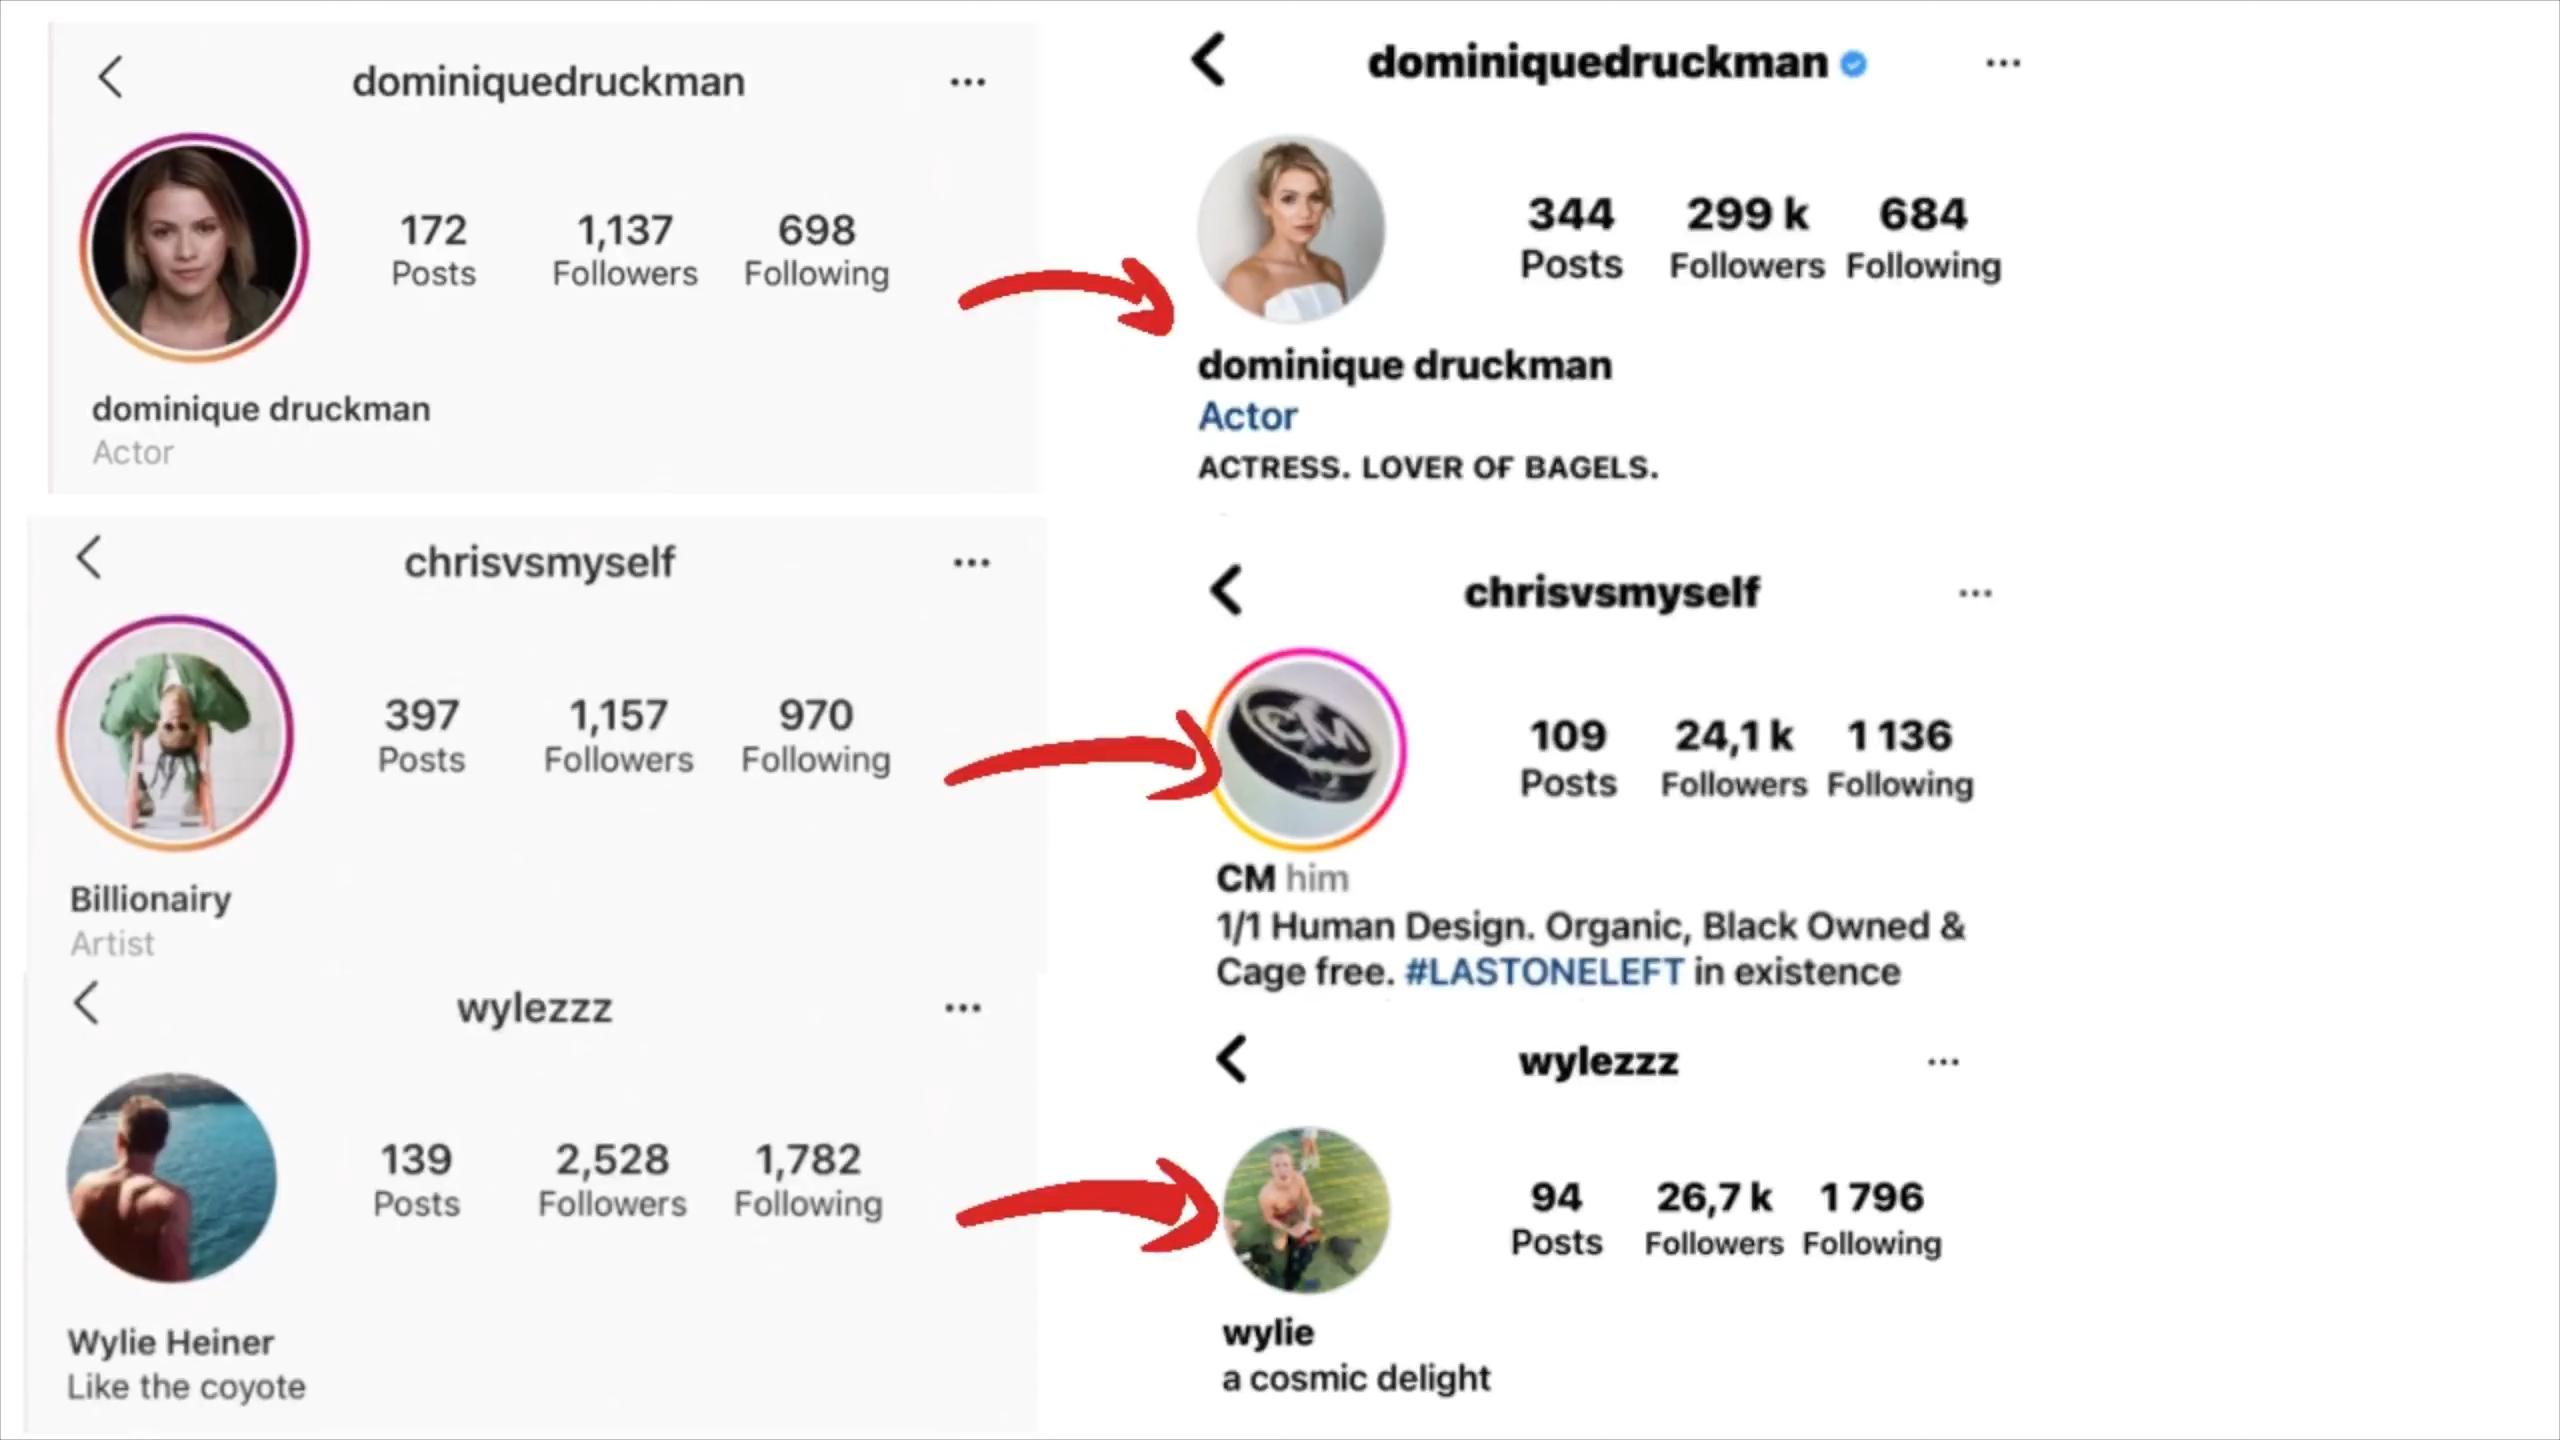 dominiquedruckman
172 1,137 698
Posts Followers Following
dominique druckman
Actor
dominiquedruckman
344 299 k 684
Posts Followers Following
dominique druckman
Actor
ACTRESS. LOVER OF BAGELS.
chrisvsmyself
397 1,157 970
Posts Followers Following
Billionairy
Artist
chrisvsmyself
CM
109 24,1 k 1 136
Posts Followers Following
CM him
1/1 Human Design. Organic, Black Owned &
Cage free. #LASTONELEFT in existence
wylezzz
139 2,528 1,782
Posts Followers Following
Wylie Heiner
Like the coyote
wylezzz
94 26,7 k 1 796
Posts Followers Following
wylie
a cosmic delight